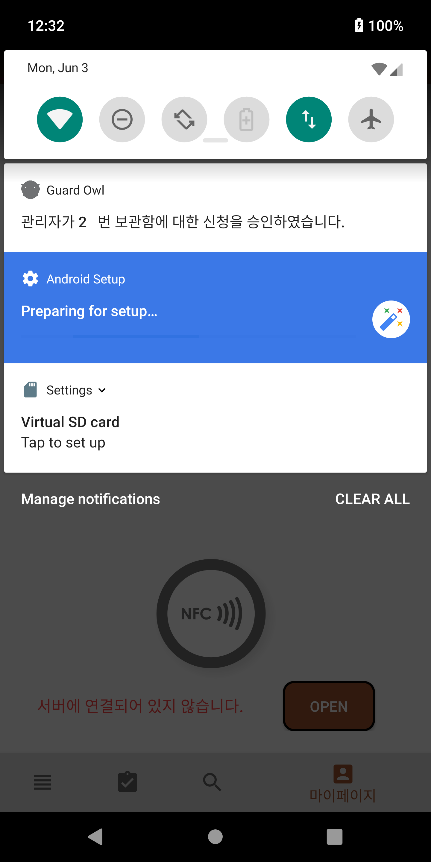 12:32
100%
Mon, Jun 3
Guard Owl
관리자가 2 번 보관함에 대한 신청을 승인하였습니다.
Android Setup
Preparing for setup…
Settings
Virtual SD card
Tap to set up
Manage notifications
CLEAR ALL
NFC
서버에 연결되어 있지 않습니다.
OPEN
마이페이지